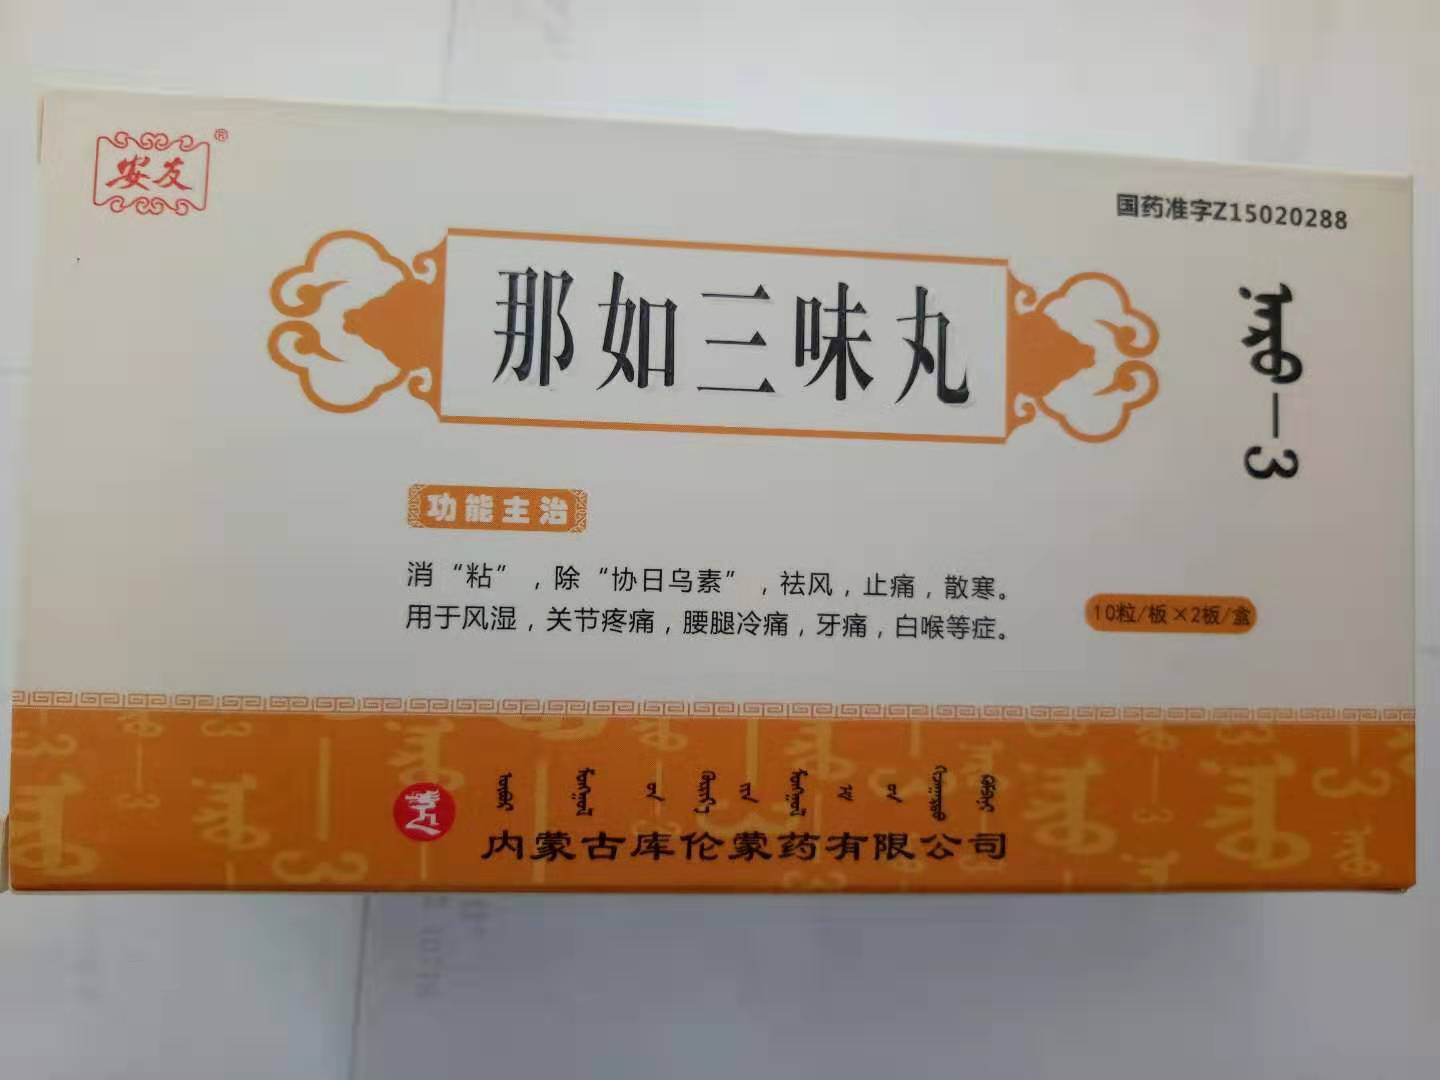 安友®
国药准字Z15020288
那如三味丸
ᠨᠠᠷᠤ-3
功能主治
消“粘”，除“协日乌素”，祛风，止痛，散寒。
用于风湿，关节疼痛，腰腿冷痛，牙痛，白喉等症。
10粒/板×2板/盒
内蒙古库伦蒙药有限公司